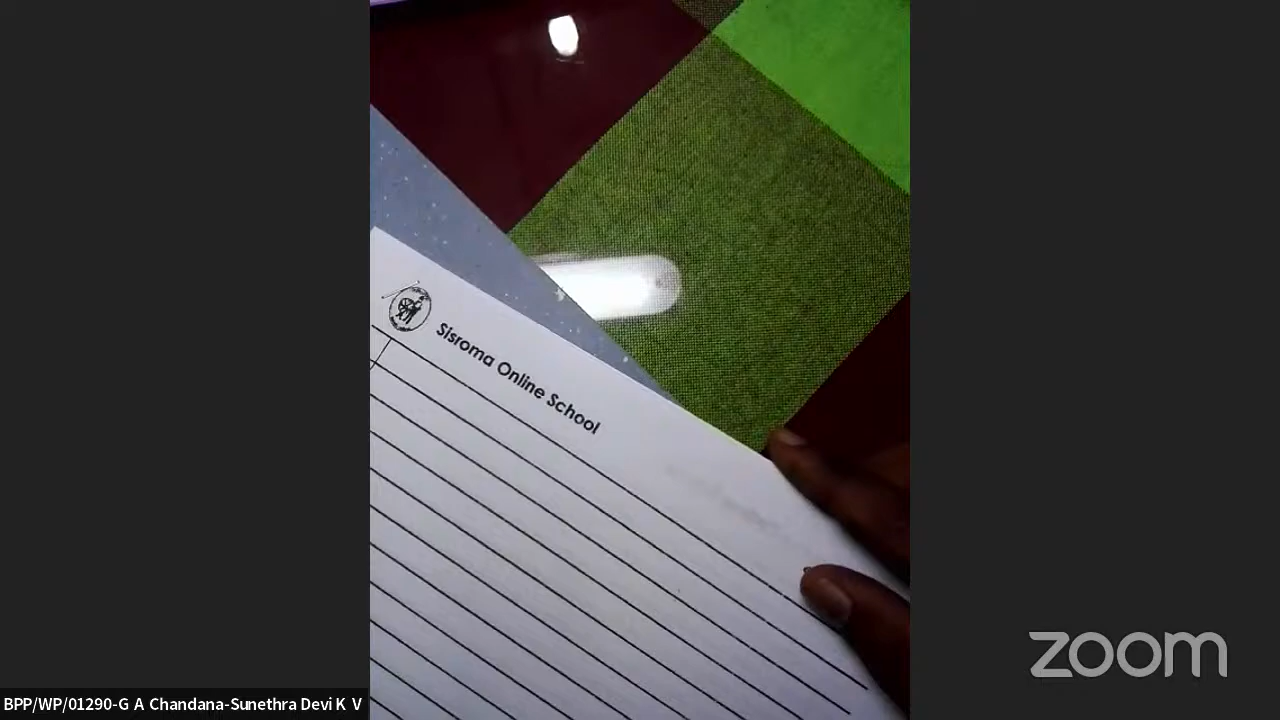 Sisroma Online School
BPP/WP/01290-G A Chandana-Sunethra Devi K V
zoom